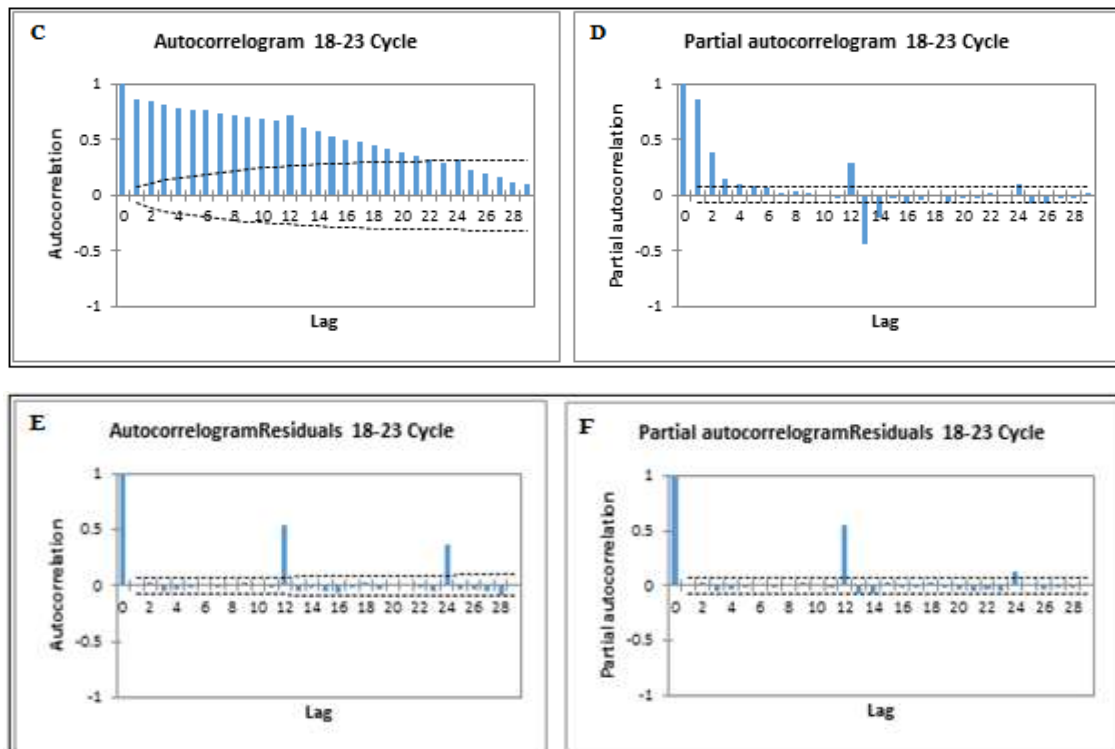 C
Autocorrelogram 18-23 Cycle
Autocorrelation
1
0.5
0
-0.5
-1
0 2 4 6 8 10 12 14 16 18 20 22 24 26 28
Lag
D
Partial autocorrelogram 18-23 Cycle
Partial autocorrelation
1
0.5
0
-0.5
-1
0 2 4 6 8 10 12 14 16 18 20 22 24 26 28
Lag
E
AutocorrelogramResiduals 18-23 Cycle
Autocorrelation
1
0.5
0
-0.5
-1
0 2 4 6 8 10 12 14 16 18 20 22 24 26 28
Lag
F
Partial autocorrelogramResiduals 18-23 Cycle
Partial autocorrelation
1
0.5
0
-0.5
-1
0 2 4 6 8 10 12 14 16 18 20 22 24 26 28
Lag